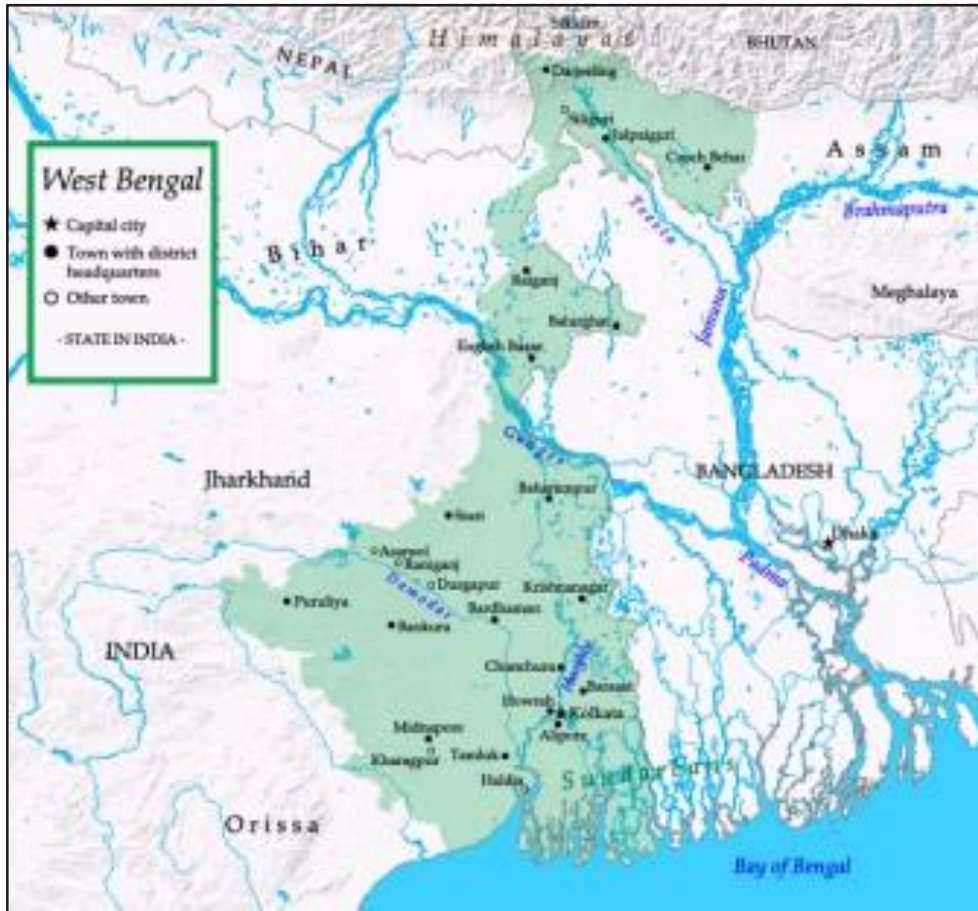 Sikkim
Himalayas
BHUTAN
NEPAL
Darjeeling
Siliguri
Jalpaiguri
Cooch Behar
Assam
West Bengal
Capital city
Town with district
headquarters
Other town
- STATE IN INDIA -
Teesta
Brahmaputra
Bihar
Raiganj
Meghalaya
Jamuna
Balurghat
English Bazar
Ganges
Jharkhand
BANGLADESH
Baharampur
Suri
Dhaka
Asansol
Raniganj
Padma
Durgapur
Damodar
Krishnanagar
Puruliya
Bardhaman
Bankura
INDIA
Chinchura
Hooghly
Barasat
Howrah
Kolkata
Alipore
Midnapore
Kharagpur
Tamluk
Sundarbans
Haldia
Orissa
Bay of Bengal